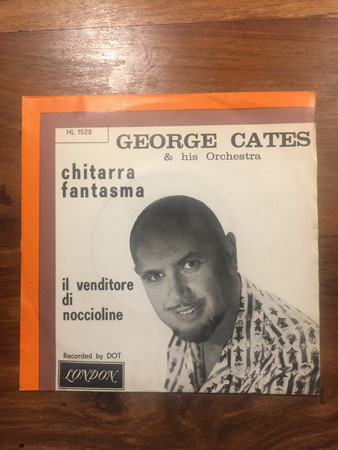 HL 1528
GEORGE CATES
& his Orchestra
chitarra
fantasma
il venditore
di
noccioline
Recorded by DOT
LONDON